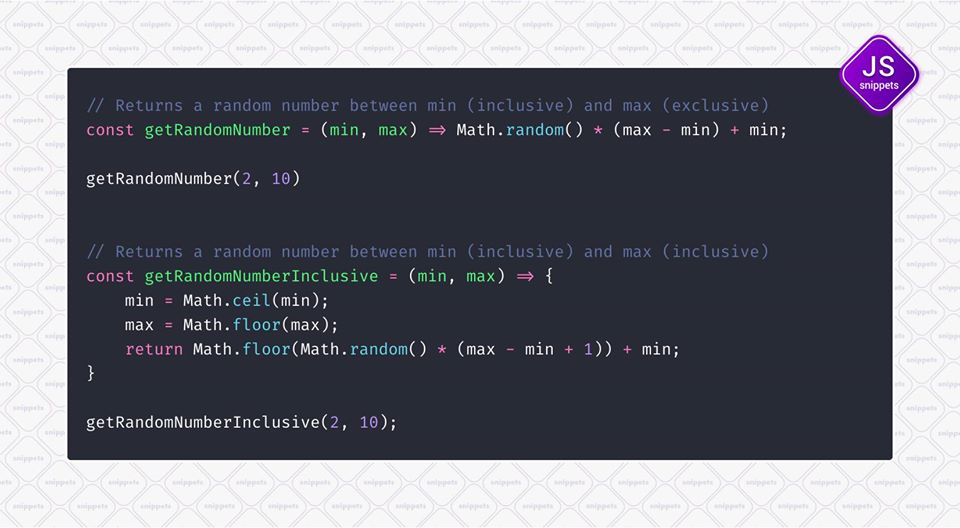 JS
snippets
// Returns a random number between min (inclusive) and max (exclusive)
const getRandomNumber = (min, max) => Math.random() * (max - min) + min;
getRandomNumber(2, 10)
// Returns a random number between min (inclusive) and max (inclusive)
const getRandomNumberInclusive = (min, max) => {
    min = Math.ceil(min);
    max = Math.floor(max);
    return Math.floor(Math.random() * (max - min + 1)) + min;
}
getRandomNumberInclusive(2, 10);